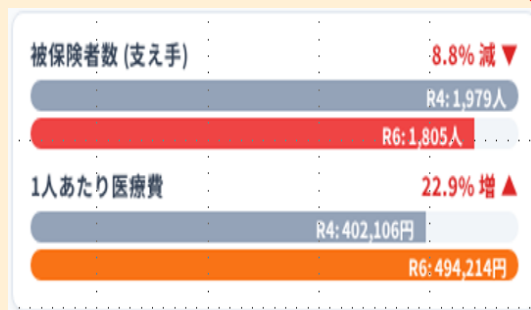 被保険者数 (支え手) 8.8% 減 ▼
R4: 1,979人
R6: 1,805人
1人あたり医療費 22.9% 増 ▲
R4: 402,106円
R6: 494,214円